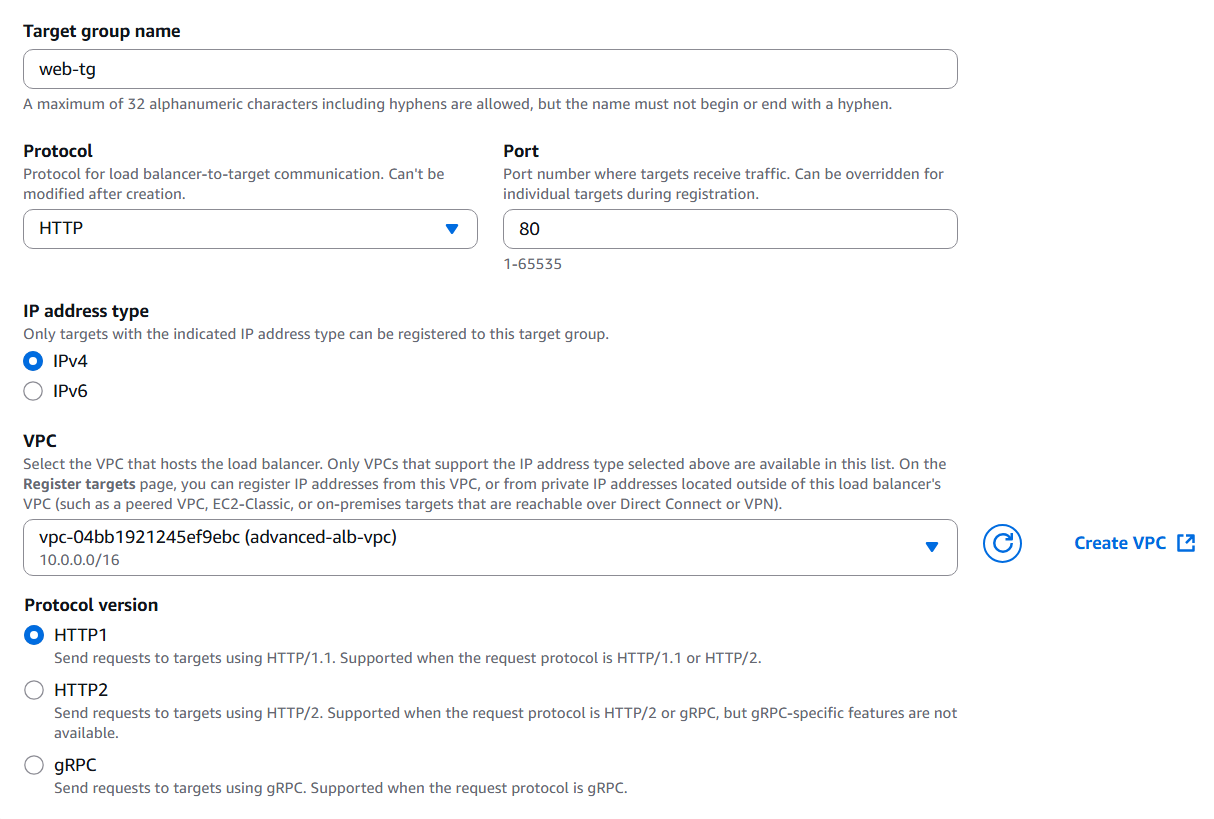 Target group name
web-tg
A maximum of 32 alphanumeric characters including hyphens are allowed, but the name must not begin or end with a hyphen.
Protocol
Protocol for load balancer-to-target communication. Can't be
modified after creation.
HTTP
Port
Port number where targets receive traffic. Can be overridden for
individual targets during registration.
80
1-65535
IP address type
Only targets with the indicated IP address type can be registered to this target group.
IPv4
IPv6
VPC
Select the VPC that hosts the load balancer. Only VPCs that support the IP address type selected above are available in this list. On the
Register targets page, you can register IP addresses from this VPC, or from private IP addresses located outside of this load balancer's
VPC (such as a peered VPC, EC2-Classic, or on-premises targets that are reachable over Direct Connect or VPN).
vpc-04bb1921245ef9ebc (advanced-alb-vpc)
10.0.0.0/16
Create VPC
Protocol version
HTTP1
Send requests to targets using HTTP/1.1. Supported when the request protocol is HTTP/1.1 or HTTP/2.
HTTP2
Send requests to targets using HTTP/2. Supported when the request protocol is HTTP/2 or gRPC, but gRPC-specific features are not
available.
gRPC
Send requests to targets using gRPC. Supported when the request protocol is gRPC.